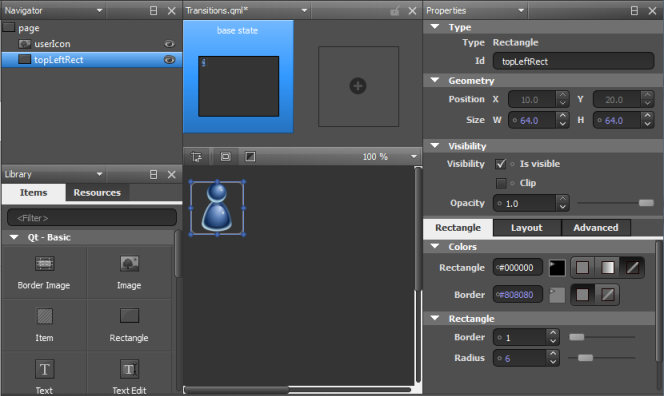 Navigator
page
userIcon
topLeftRect
Library
Items Resources
<Filter>
Qt - Basic
Border Image Image
Item Rectangle
Text Text Edit
Transitions.qml*
base state
100 %
Properties
Type
Type Rectangle
Id topLeftRect
Geometry
Position X 10.0 Y 20.0
Size W 64.0 H 64.0
Visibility
Visibility Is visible
Clip
Opacity 1.0
Rectangle Layout Advanced
Colors
Rectangle #000000
Border #808080
Rectangle
Border 1
Radius 6